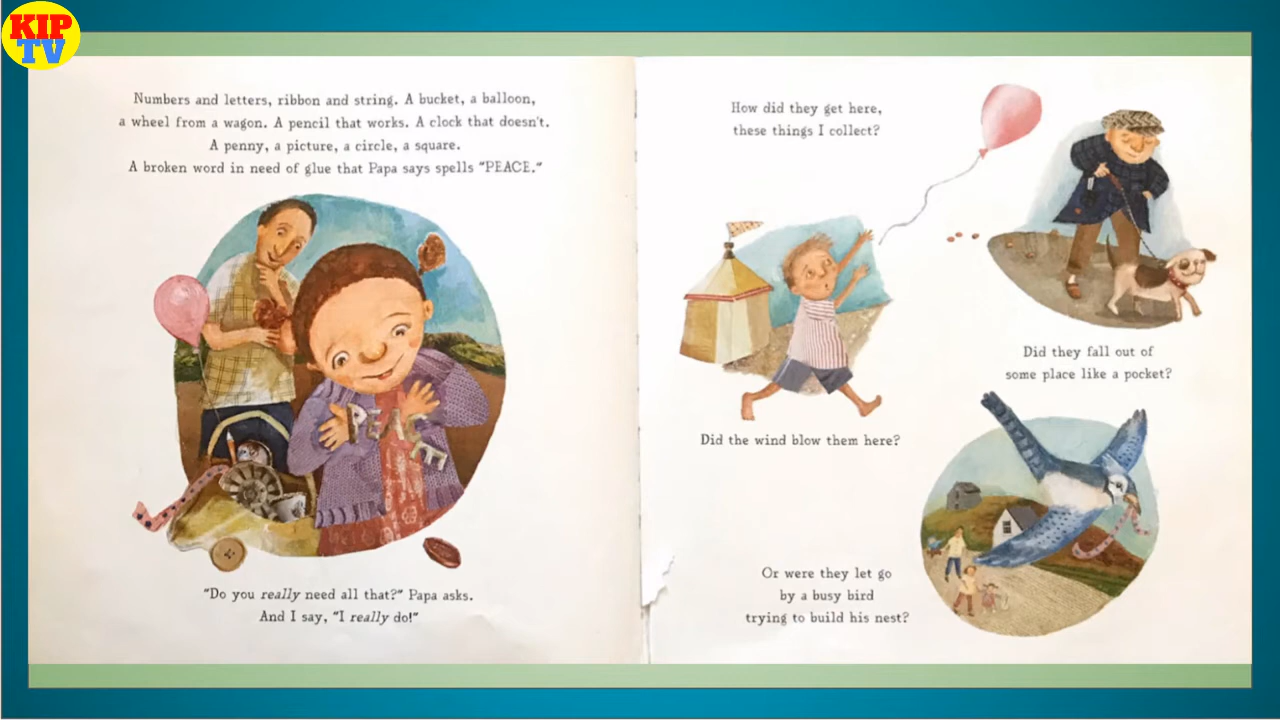 KIP
TV
Numbers and letters, ribbon and string. A bucket, a balloon,
a wheel from a wagon. A pencil that works. A clock that doesn't.
A penny, a picture, a circle, a square.
A broken word in need of glue that Papa says spells "PEACE."
PEACE
"Do you really need all that?" Papa asks.
And I say, "I really do!"
How did they get here,
these things I collect?
Did the wind blow them here?
Did they fall out of
some place like a pocket?
Or were they let go
by a busy bird
trying to build his nest?